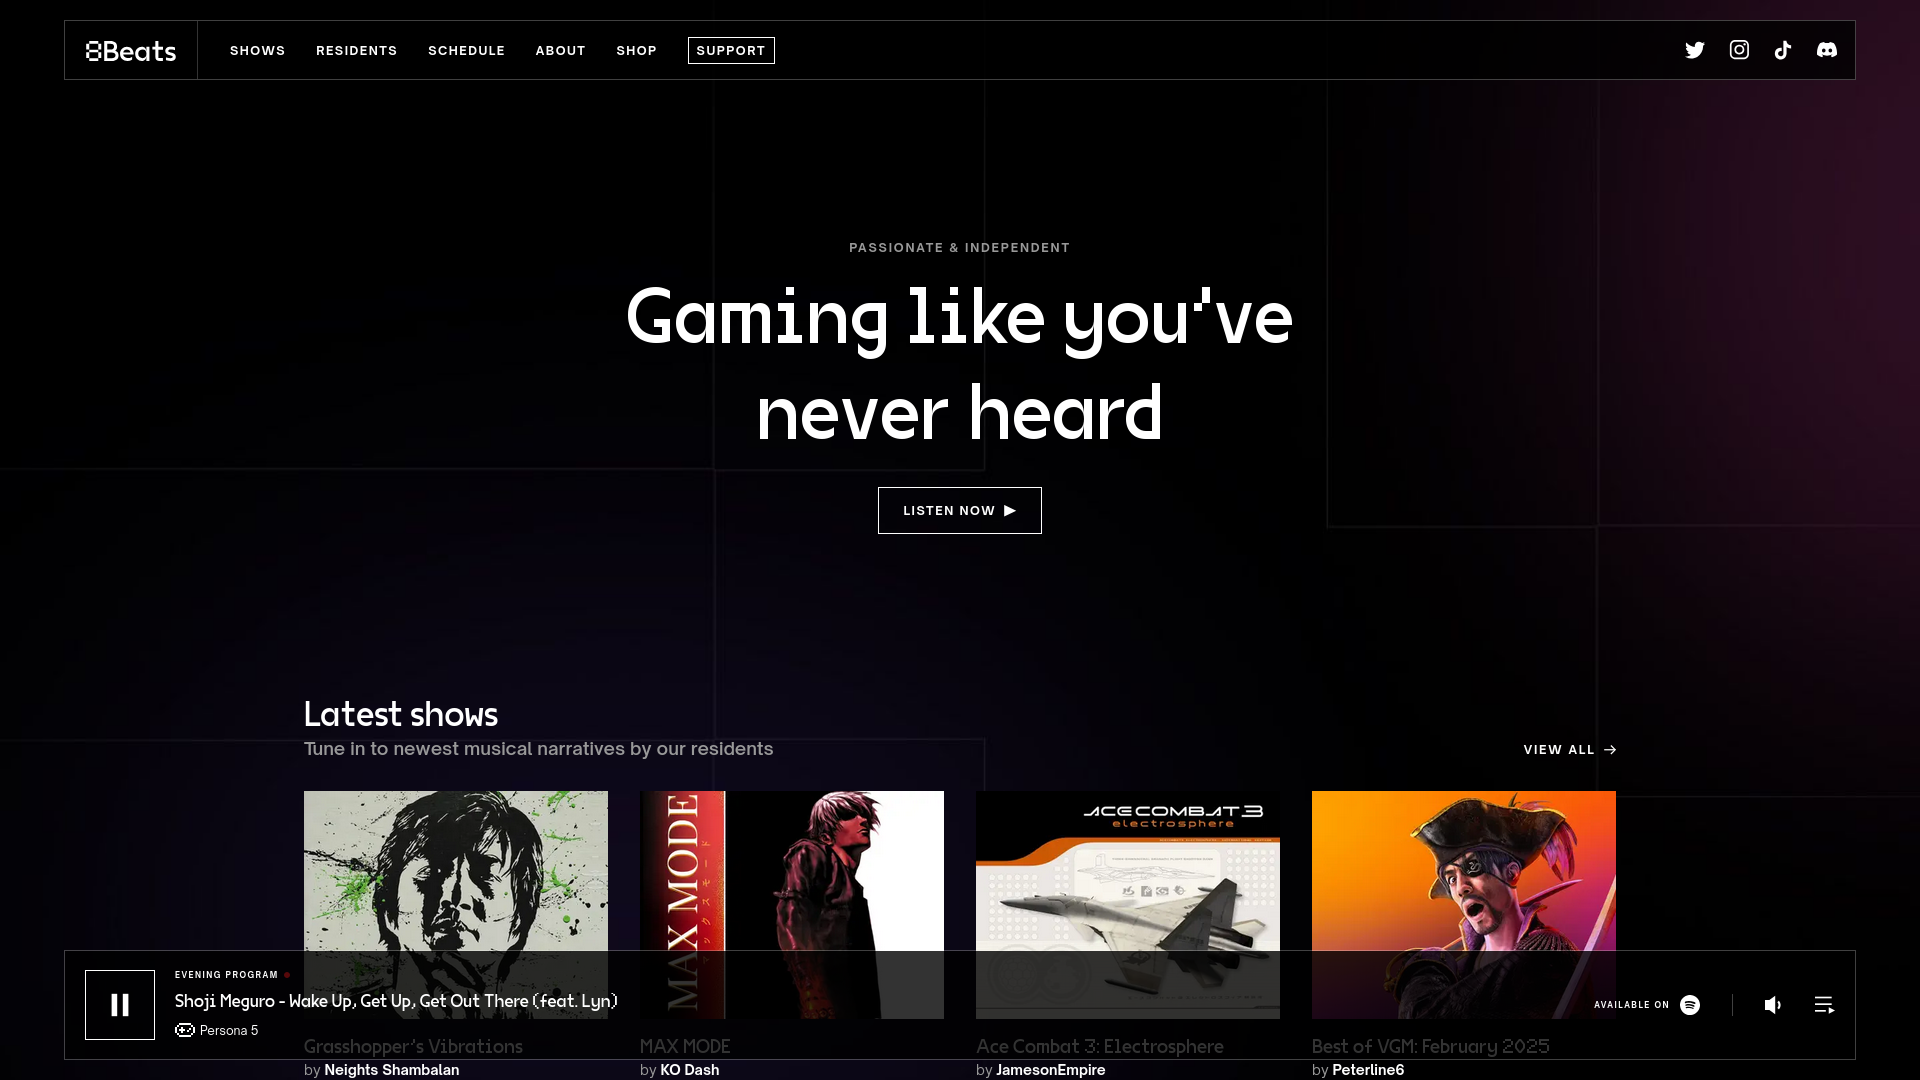 8Beats
SHOWS
RESIDENTS
SCHEDULE
ABOUT
SHOP
SUPPORT
PASSIONATE & INDEPENDENT
Gaming like you've
never heard
LISTEN NOW
Latest shows
Tune in to newest musical narratives by our residents
VIEW ALL
MAX MODE
ACE COMBAT 3
electrosphere
EVENING PROGRAM
Shoji Meguro - Wake Up, Get Up, Get Out There (feat. Lyn)
Persona 5
AVAILABLE ON
Grasshopper's Vibrations
by Neights Shambalan
MAX MODE
by KO Dash
Ace Combat 3: Electrosphere
by JamesonEmpire
Best of VGM: February 2025
by Peterline6